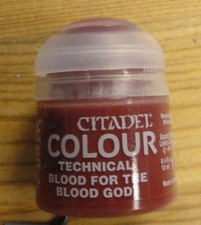 CITADEL
COLOUR
TECHNICAL
BLOOD FOR THE
BLOOD GOD